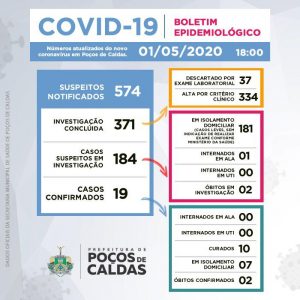 COVID-19
BOLETIM
EPIDEMIOLÓGICO
Números atualizados do novo
coronavírus em Poços de Caldas.
01/05/2020
18:00
SUSPEITOS
NOTIFICADOS
574
INVESTIGAÇÃO
CONCLUÍDA
371
CASOS
SUSPEITOS EM
INVESTIGAÇÃO
184
CASOS
CONFIRMADOS
19
DESCARTADO POR
EXAME LABORATORIAL
37
ALTA POR CRITÉRIO
CLÍNICO
334
EM ISOLAMENTO
DOMICILIAR
(CASOS LEVES, SEM
INDICAÇÃO DE REALIZAR
EXAME CONFORME
MINISTÉRIO DA SAÚDE)
181
INTERNADOS
EM ALA
01
INTERNADOS
EM UTI
00
ÓBITOS EM
INVESTIGAÇÃO
02
INTERNADOS EM ALA
00
INTERNADOS EM UTI
00
CURADOS
10
EM ISOLAMENTO
DOMICILIAR
07
ÓBITOS CONFIRMADOS
02
PREFEITURA DE
POÇOS
DE CALDAS
DADOS OFICIAIS DA SECRETARIA MUNICIPAL DE SAÚDE DE POÇOS DE CALDAS